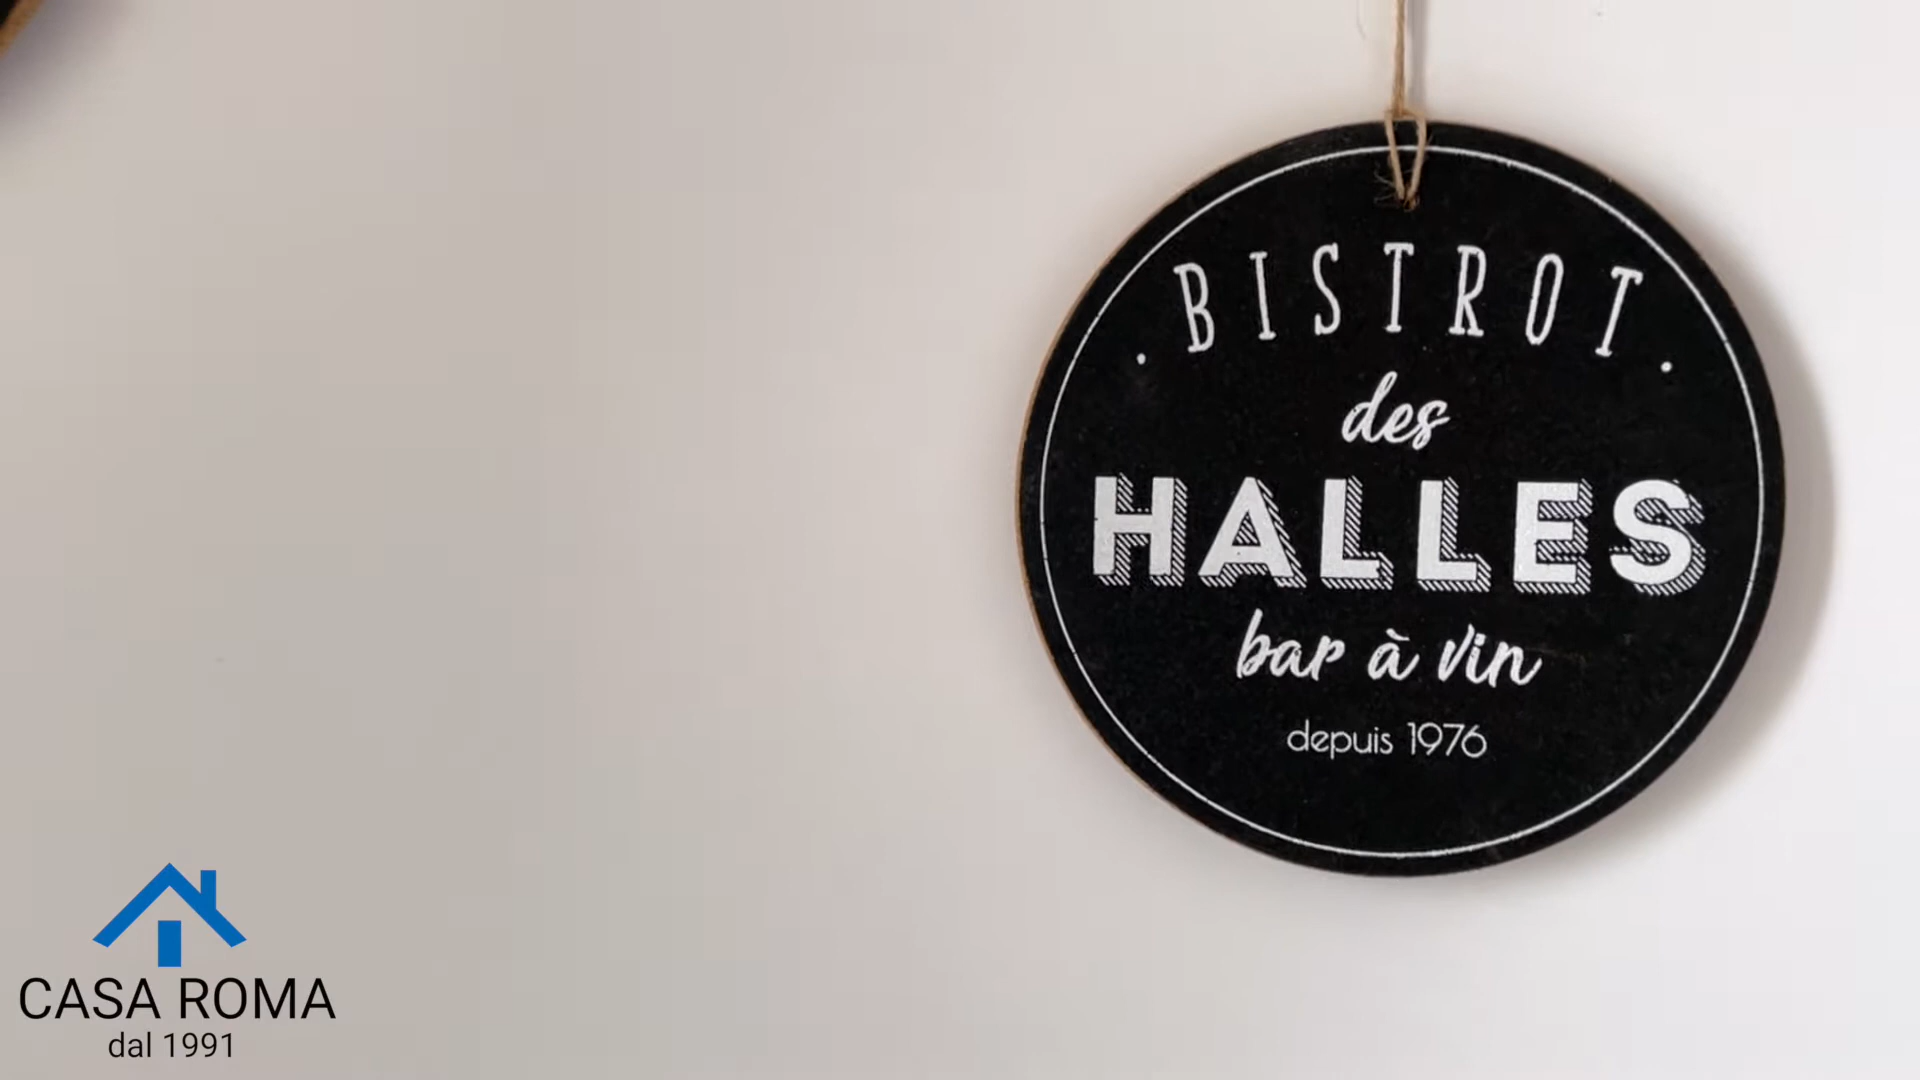 . BISTROT .
des
HALLES
bar à vin
depuis 1976
CASA ROMA
dal 1991